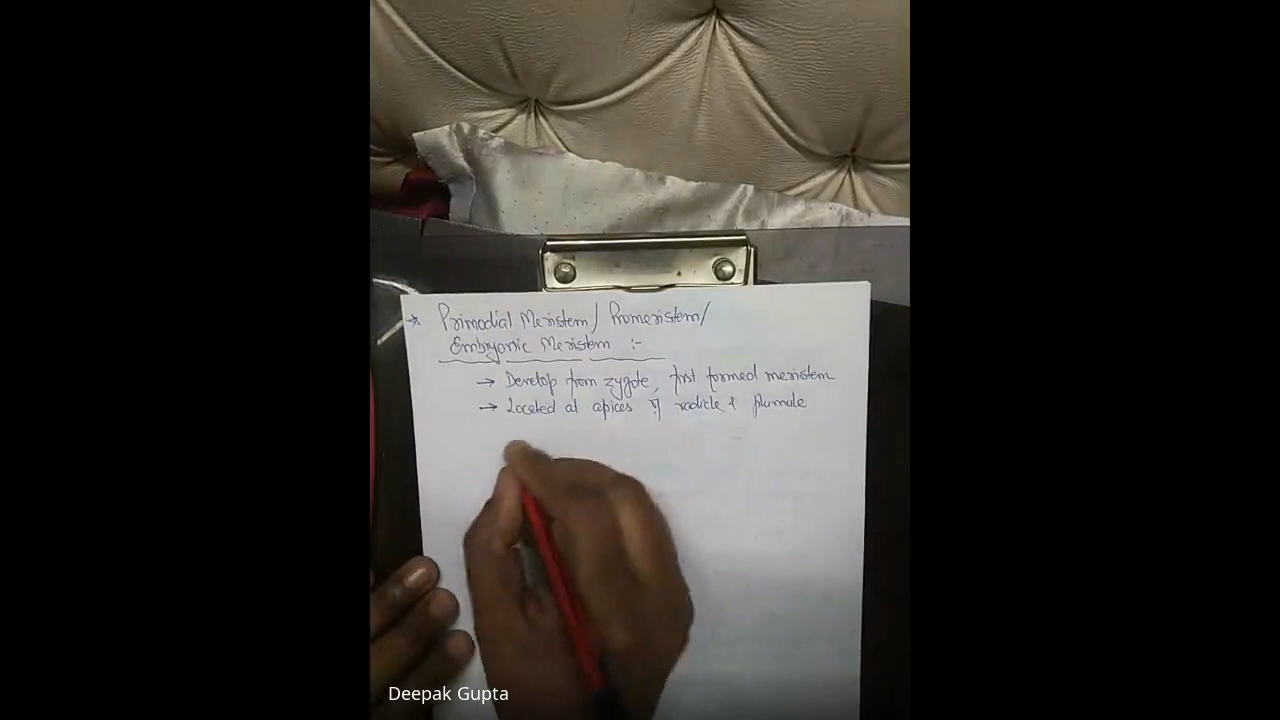 Primodial Meristem / Promeristem /
Embryonic Meristem :-
→ Develop from zygote, first formed meristem
→ Located at apices of radicle & plumule
Deepak Gupta